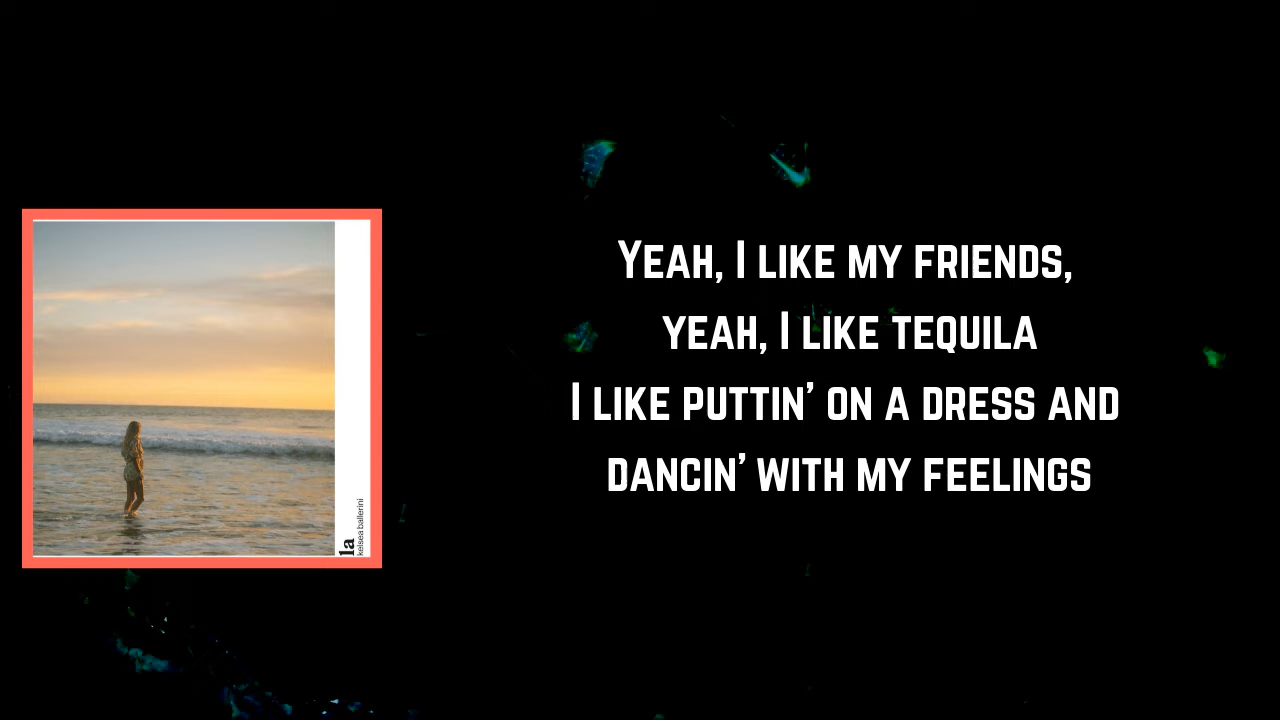 Yeah, I like my friends,
yeah, I like tequila
I like puttin' on a dress and
dancin' with my feelings
la
kelsea ballerini